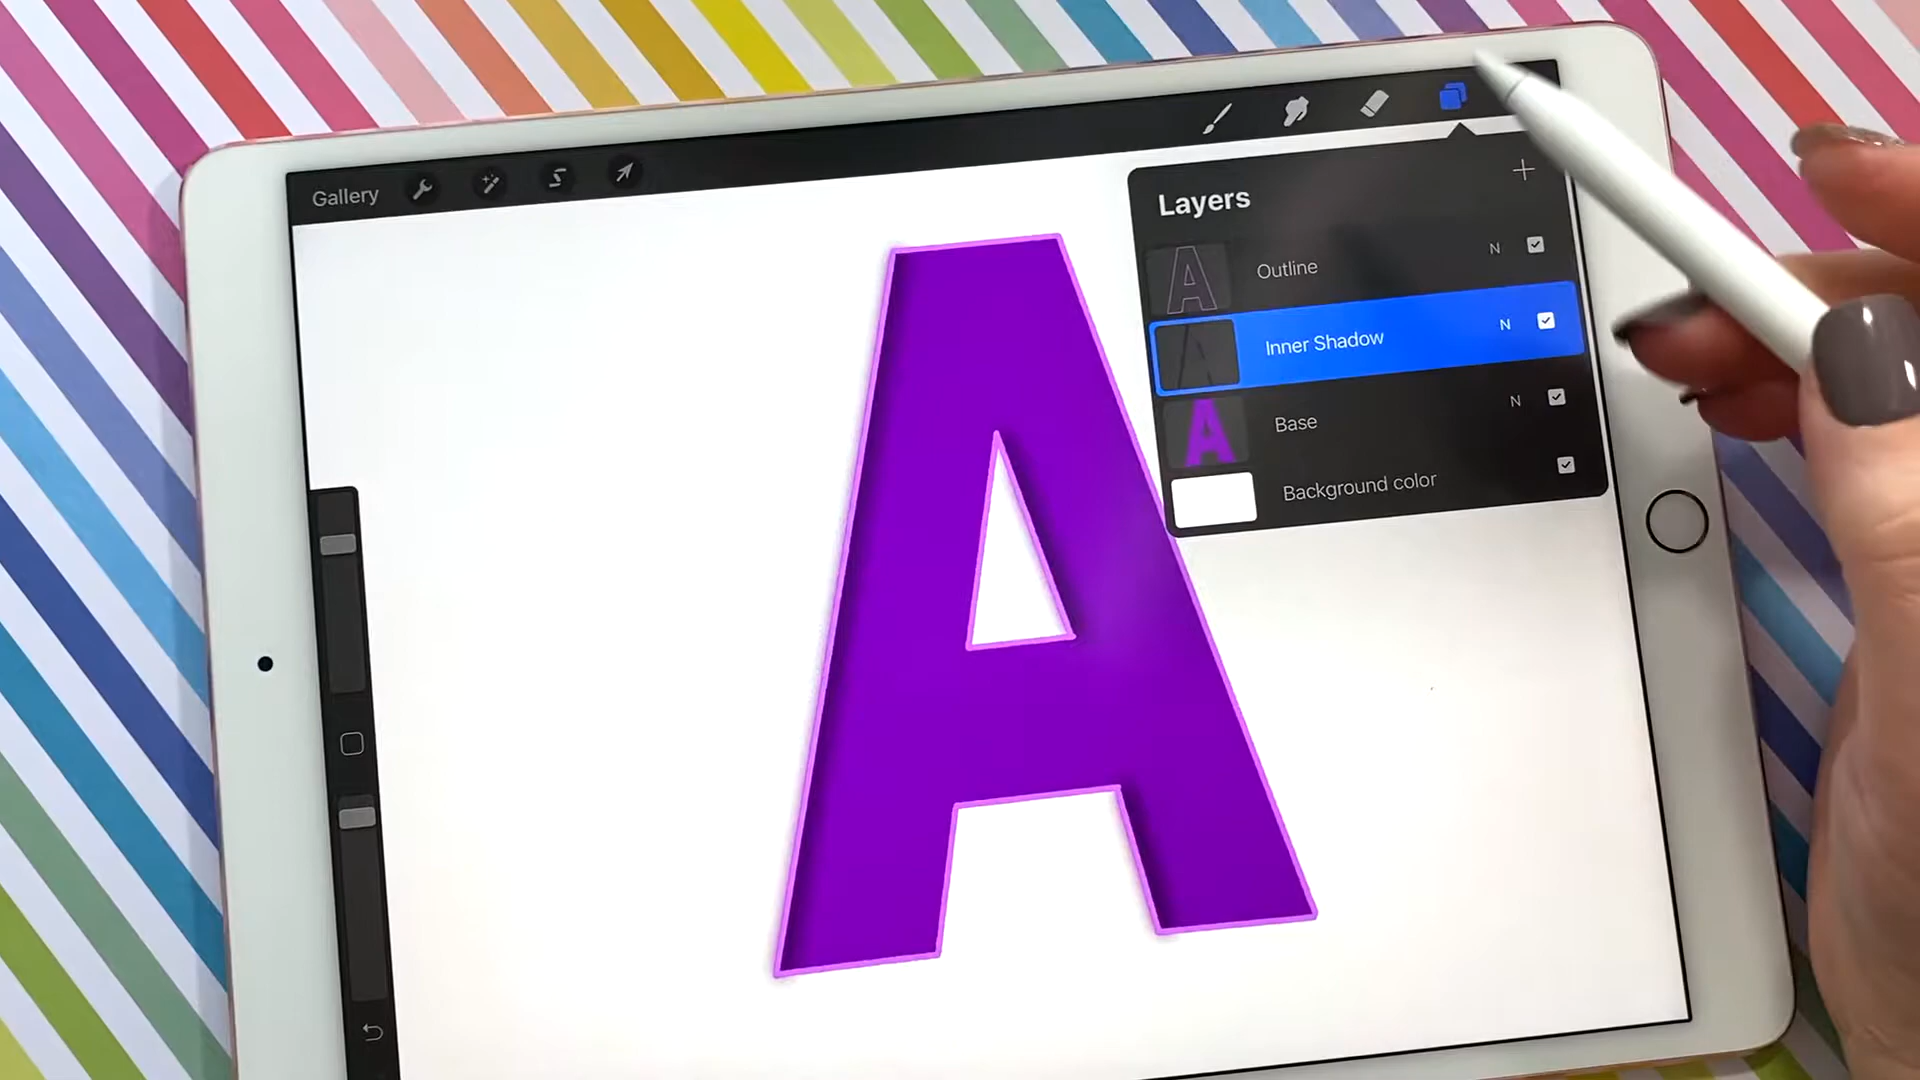 Gallery
A
Layers
Outline
N
Inner Shadow
N
Base
N
Background color